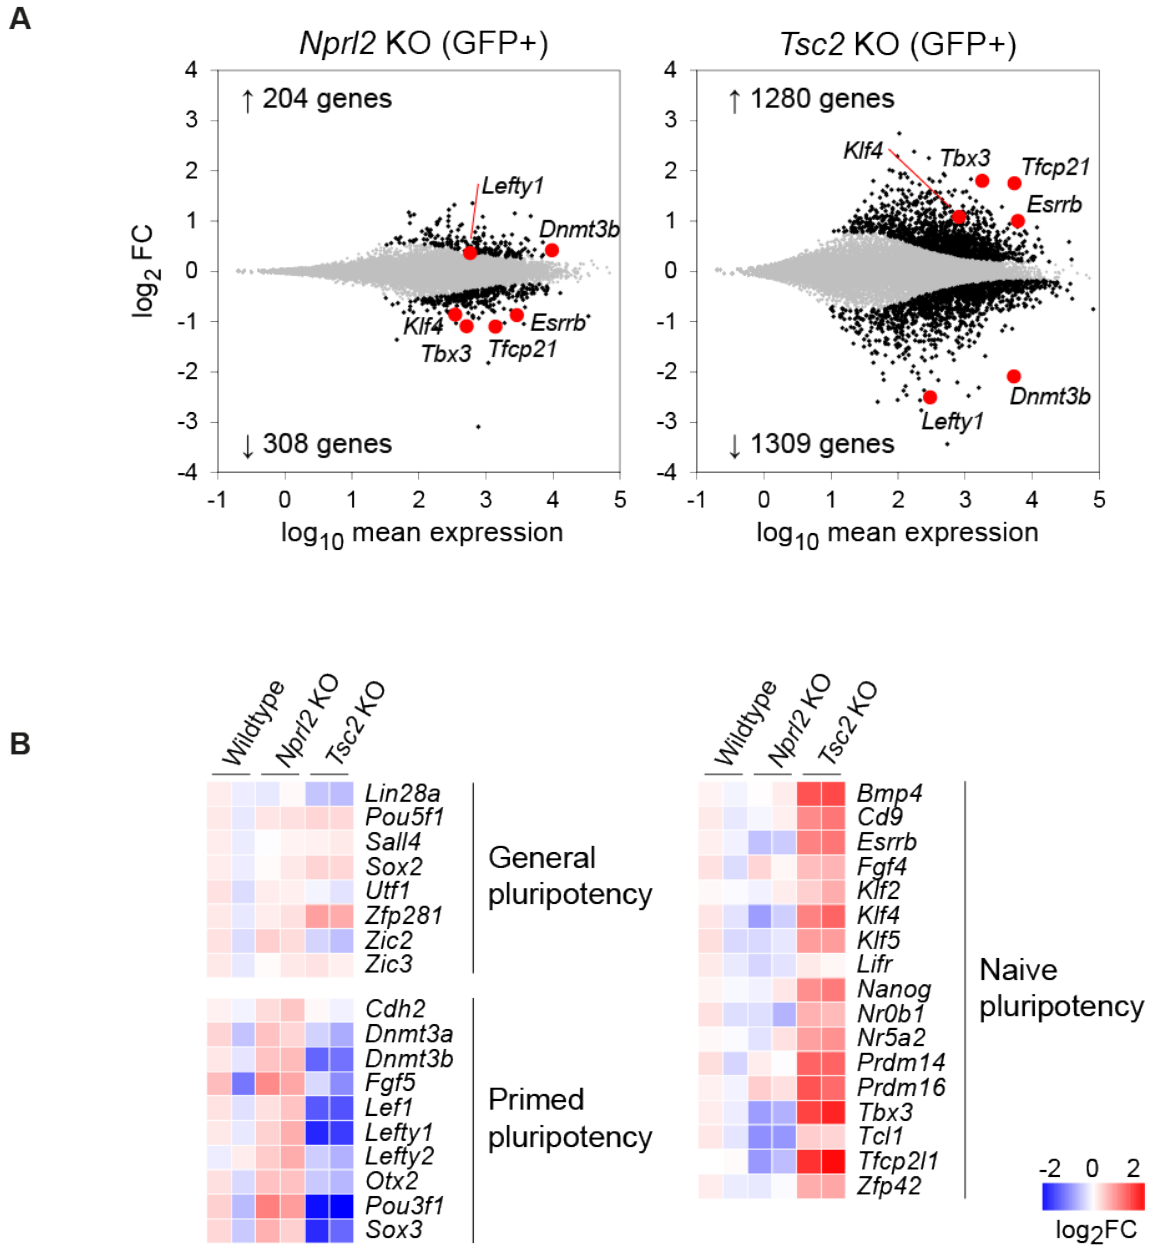 A
Nprl2 KO (GFP+)
Tsc2 KO (GFP+)
log2 FC
4
3
2
1
0
-1
-2
-3
-4
↑ 204 genes
Lefty1
Dnmt3b
Klf4
Esrrb
Tbx3
Tfcp21
↓ 308 genes
-1 0 1 2 3 4 5
log10 mean expression
4
3
2
1
0
-1
-2
-3
-4
↑ 1280 genes
Klf4
Tbx3
Tfcp21
Esrrb
Dnmt3b
Lefty1
↓ 1309 genes
-1 0 1 2 3 4 5
log10 mean expression
B
Wildtype
Nprl2 KO
Tsc2 KO
Lin28a
Pou5f1
Sall4
Sox2
Utf1
Zfp281
Zic2
Zic3
General
pluripotency
Cdh2
Dnmt3a
Dnmt3b
Fgf5
Lef1
Lefty1
Lefty2
Otx2
Pou3f1
Sox3
Primed
pluripotency
Wildtype
Nprl2 KO
Tsc2 KO
Bmp4
Cd9
Esrrb
Fgf4
Klf2
Klf4
Klf5
Lifr
Nanog
Nr0b1
Nr5a2
Prdm14
Prdm16
Tbx3
Tcl1
Tfcp2l1
Zfp42
Naive
pluripotency
-2 0 2
log2FC